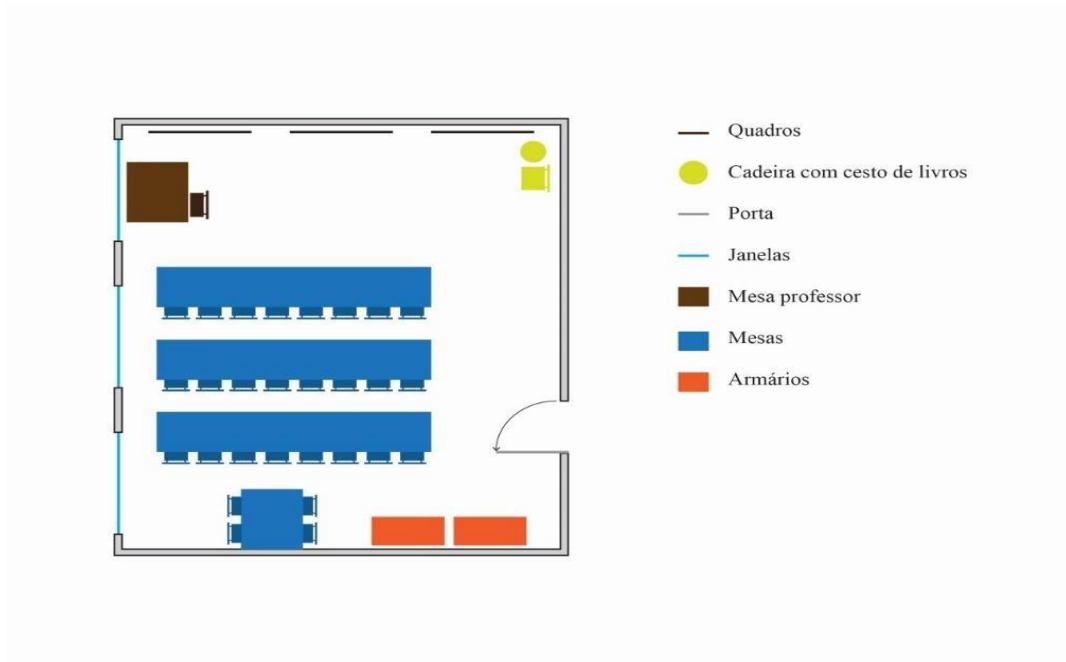 Quadros
Cadeira com cesto de livros
Porta
Janelas
Mesa professor
Mesas
Armários